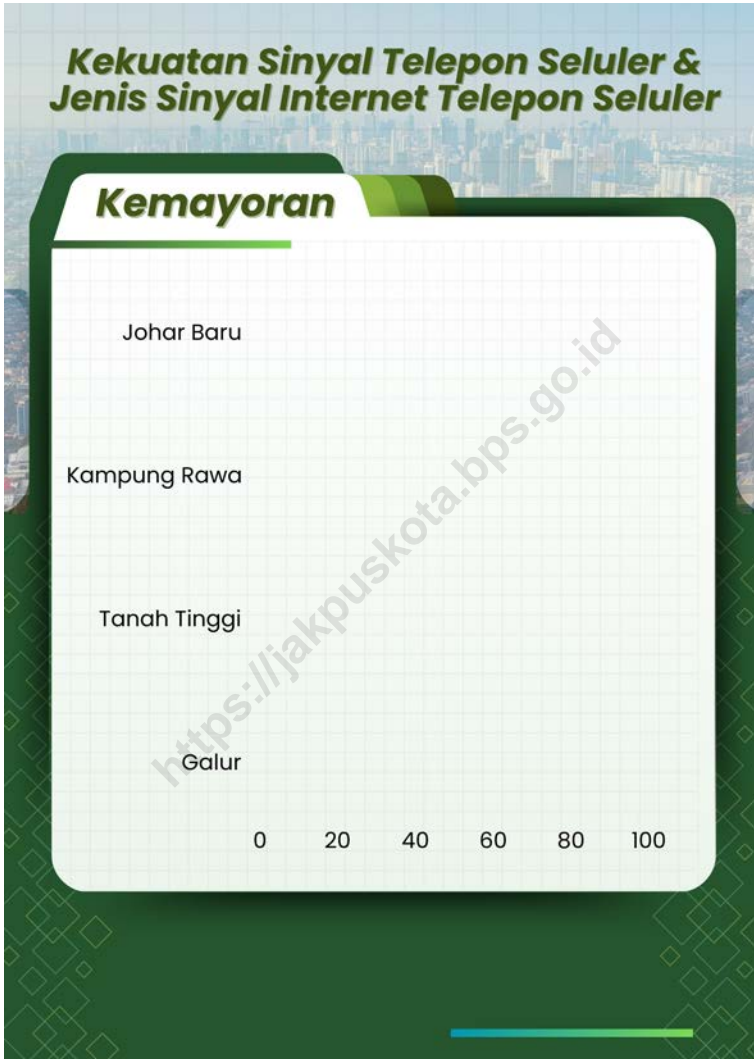 Kekuatan Sinyal Telepon Seluler &
Jenis Sinyal Internet Telepon Seluler
Kemayoran
Johar Baru
Kampung Rawa
Tanah Tinggi
Galur
0 20 40 60 80 100
https://jakpuskota.bps.go.id